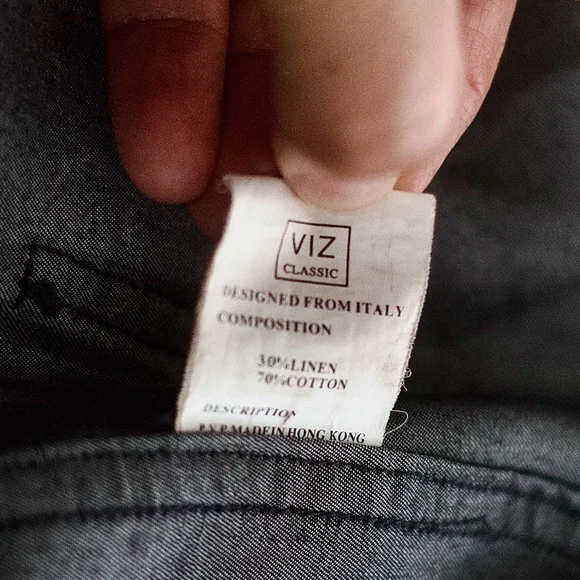 VIZ
CLASSIC
DESIGNED FROM ITALY
COMPOSITION
30%LINEN
70%COTTON
DESCRIPTION
MADEIN HONG KONG